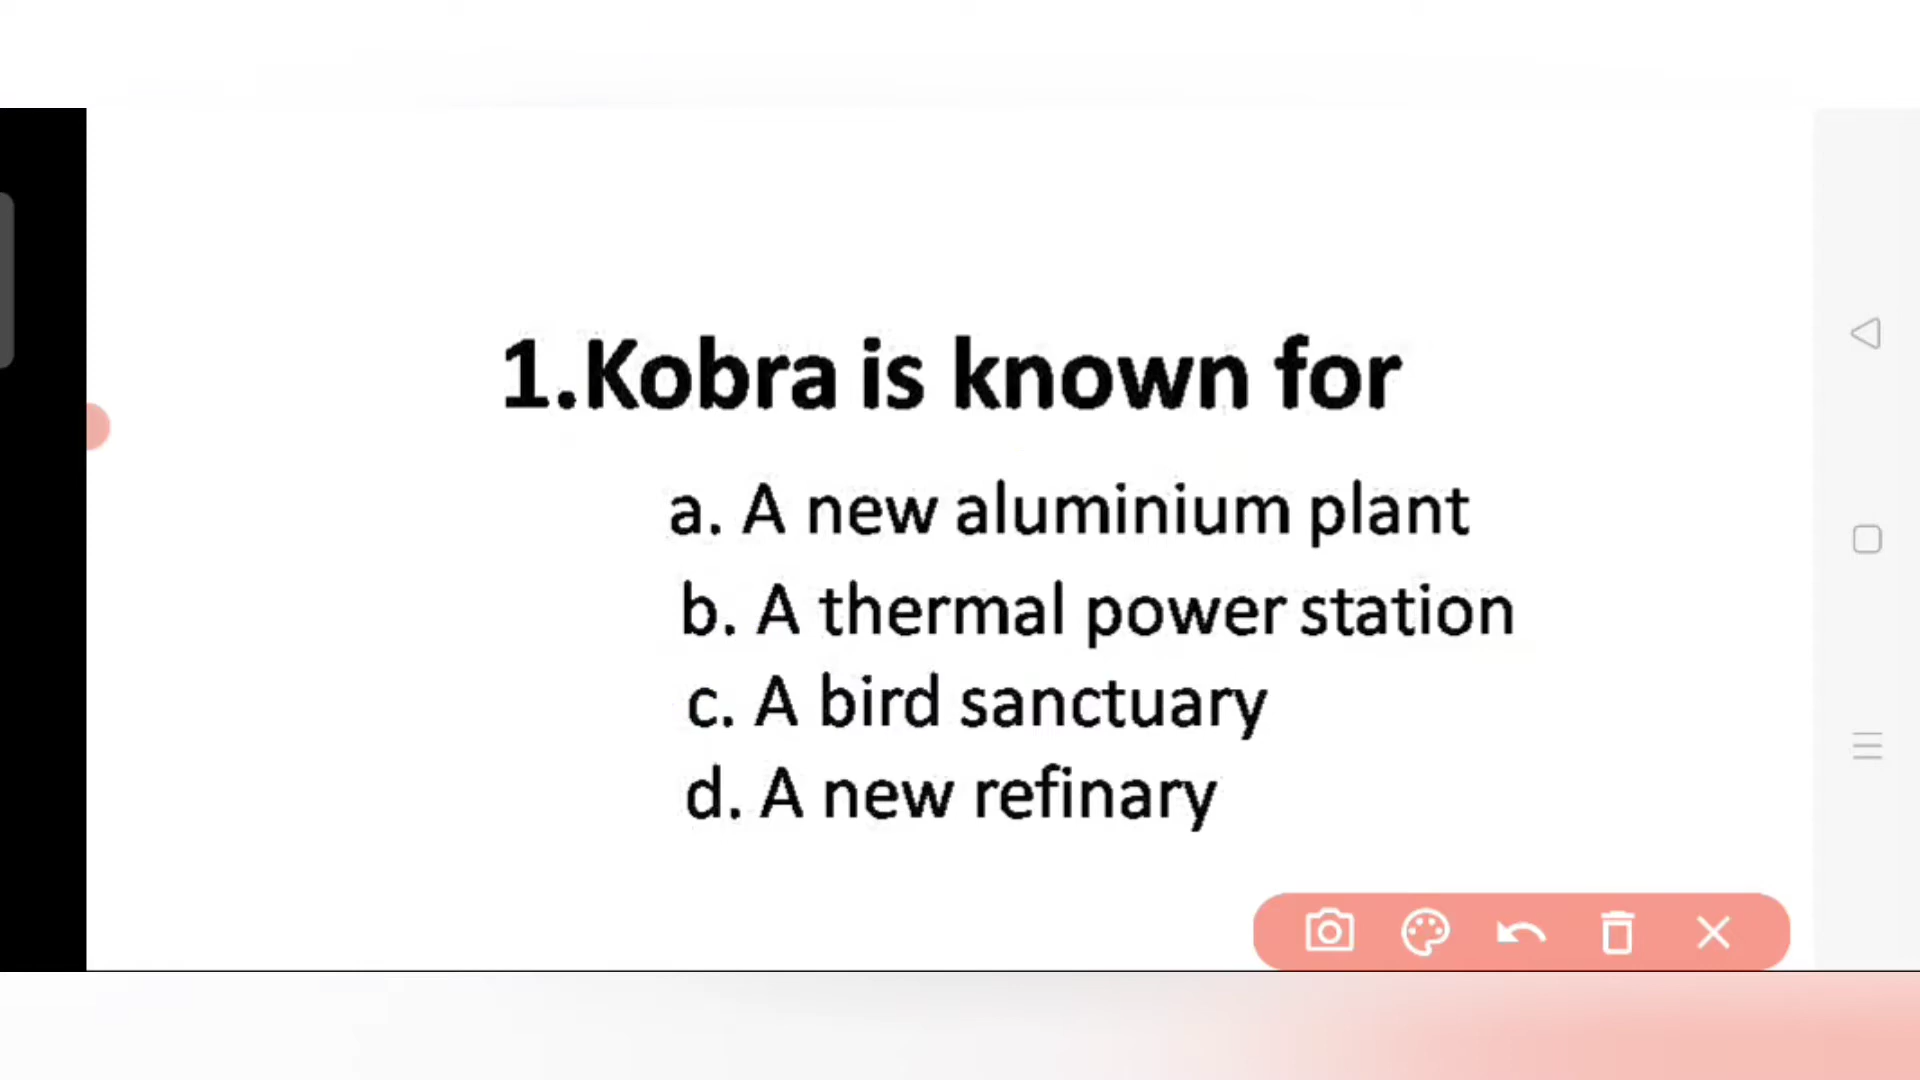 1.Kobra is known for
a. A new aluminium plant
b. A thermal power station
c. A bird sanctuary
d. A new refinary